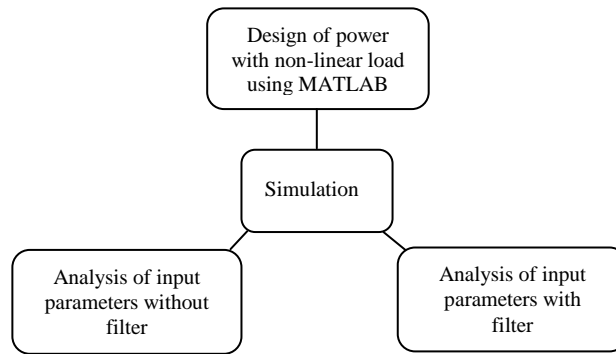 Design of power
with non-linear load
using MATLAB
Simulation
Analysis of input
parameters without
filter
Analysis of input
parameters with
filter